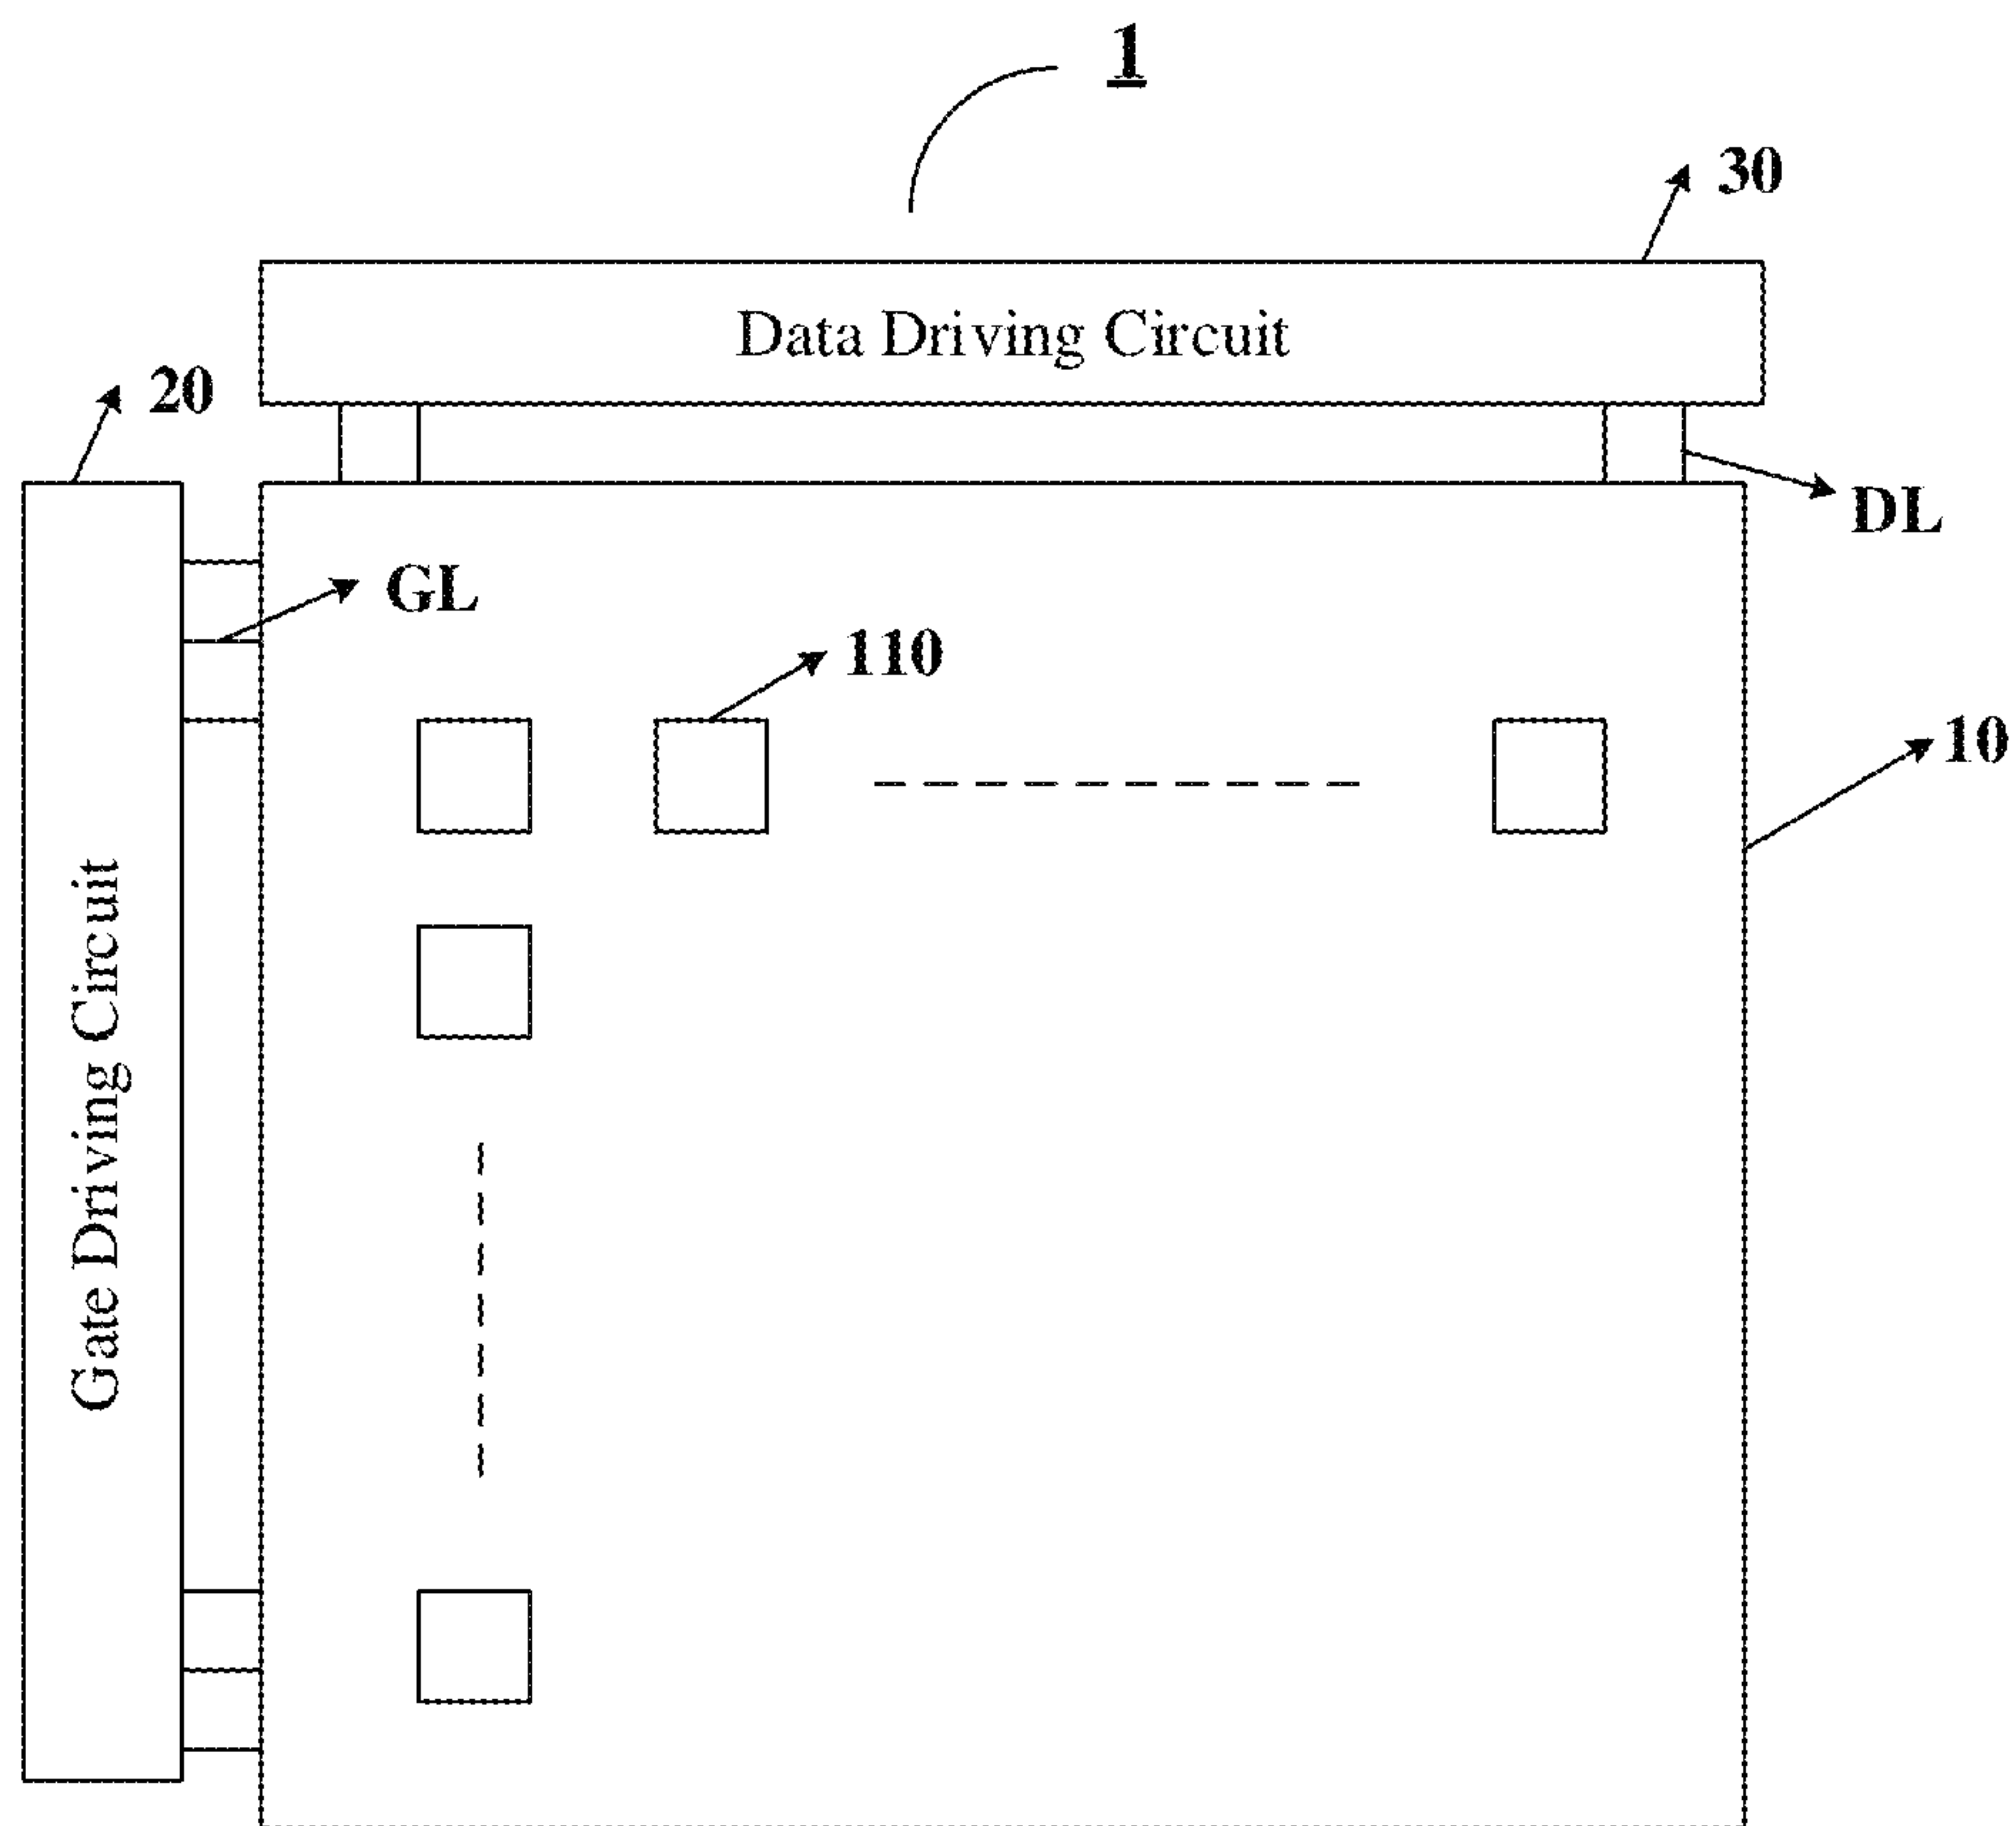 1
30
Data Driving Circuit
20
DL
GL
110
10
Gate Driving Circuit